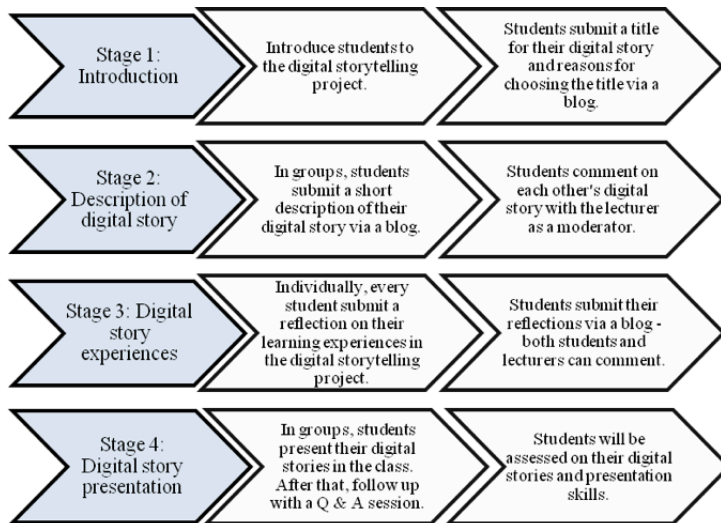 Stage 1:
Introduction
Introduce students to
the digital storytelling
project.
Students submit a title
for their digital story
and reasons for
choosing the title via a
blog.
Stage 2:
Description of
digital story
In groups, students
submit a short
description of their
digital story via a blog.
Students comment on
each other's digital
story with the lecturer
as a moderator.
Stage 3: Digital
story
experiences
Individually, every
student submit a
reflection on their
learning experiences in
the digital storytelling
project.
Students submit their
reflections via a blog -
both students and
lecturers can comment.
Stage 4:
Digital story
presentation
In groups, students
present their digital
stories in the class.
After that, follow up
with a Q & A session.
Students will be
assessed on their digital
stories and presentation
skills.